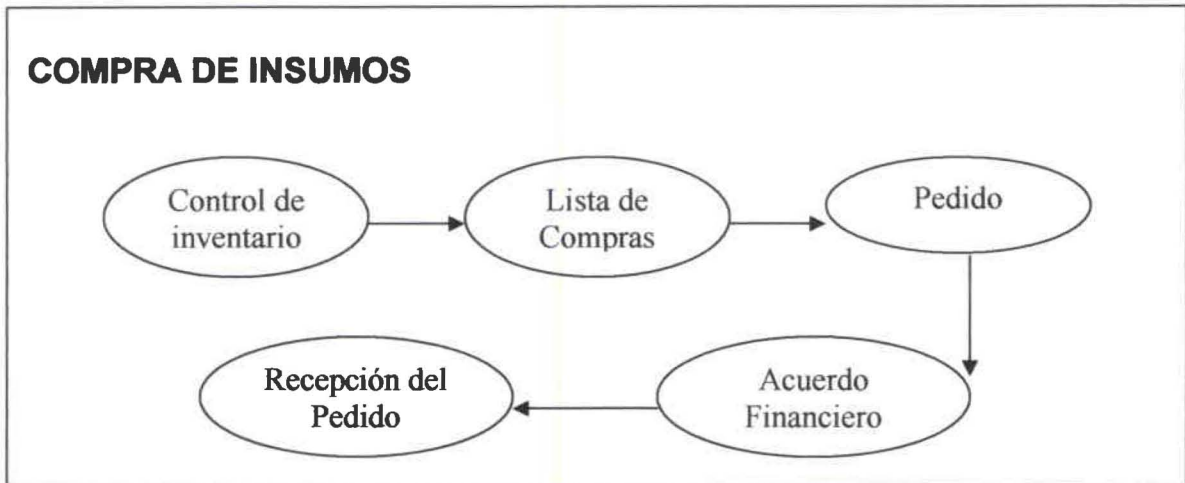 COMPRA DE INSUMOS
Control de
inventario
Lista de
Compras
Pedido
Acuerdo
Financiero
Recepción del
Pedido